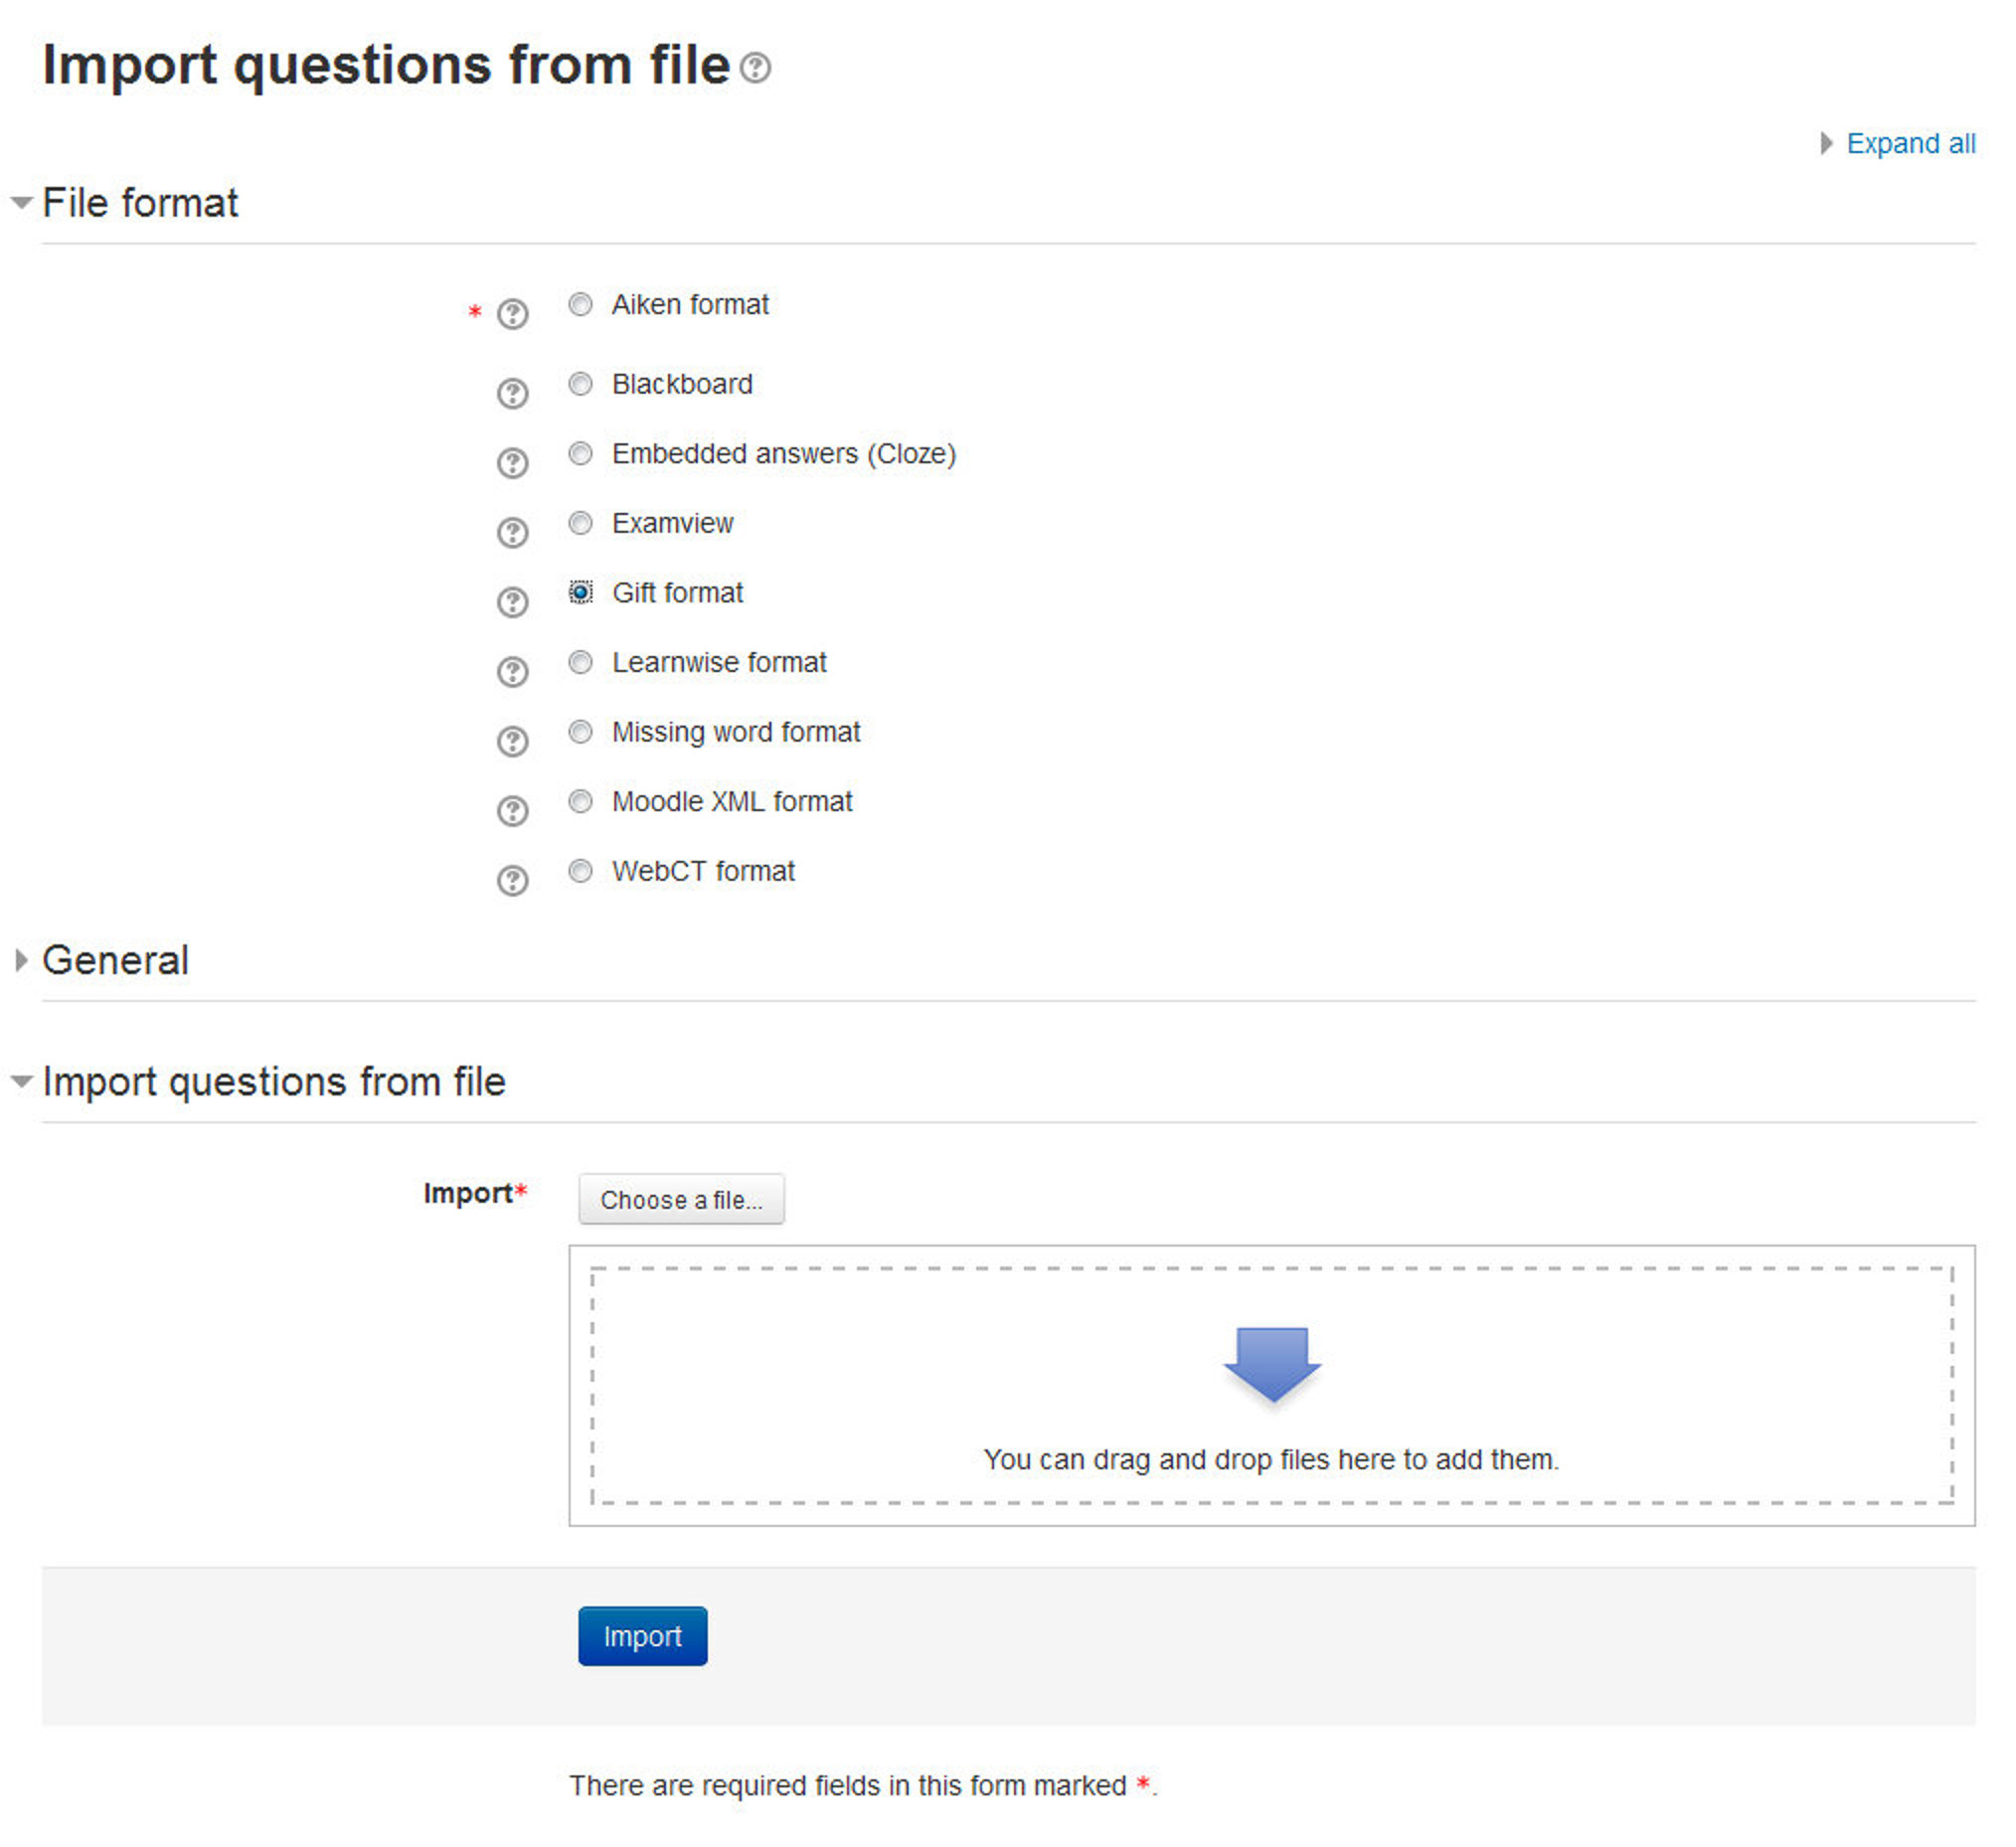 Import questions from file
Expand all
File format
* Aiken format
Blackboard
Embedded answers (Cloze)
Examview
Gift format
Learnwise format
Missing word format
Moodle XML format
WebCT format
General
Import questions from file
Import* Choose a file...
You can drag and drop files here to add them.
Import
There are required fields in this form marked *.